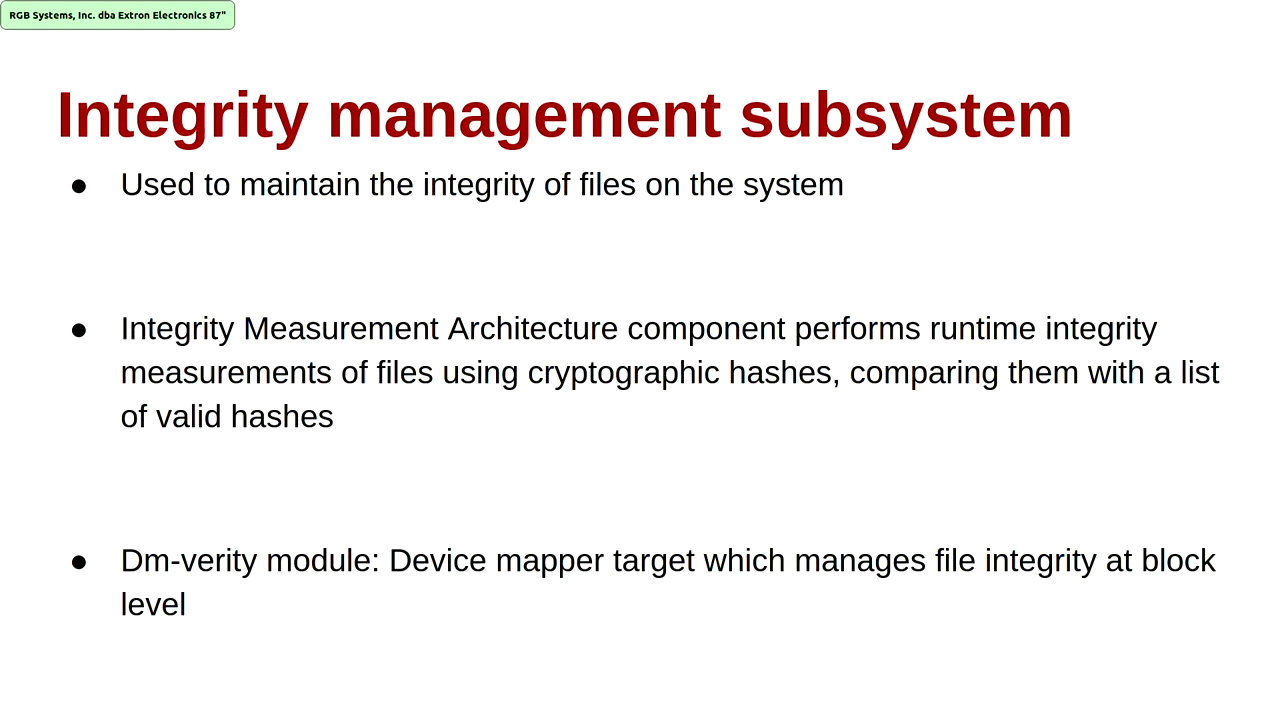 RGB Systems, Inc. dba Extron Electronics 87"
Integrity management subsystem
● Used to maintain the integrity of files on the system
● Integrity Measurement Architecture component performs runtime integrity
measurements of files using cryptographic hashes, comparing them with a list
of valid hashes
● Dm-verity module: Device mapper target which manages file integrity at block
level